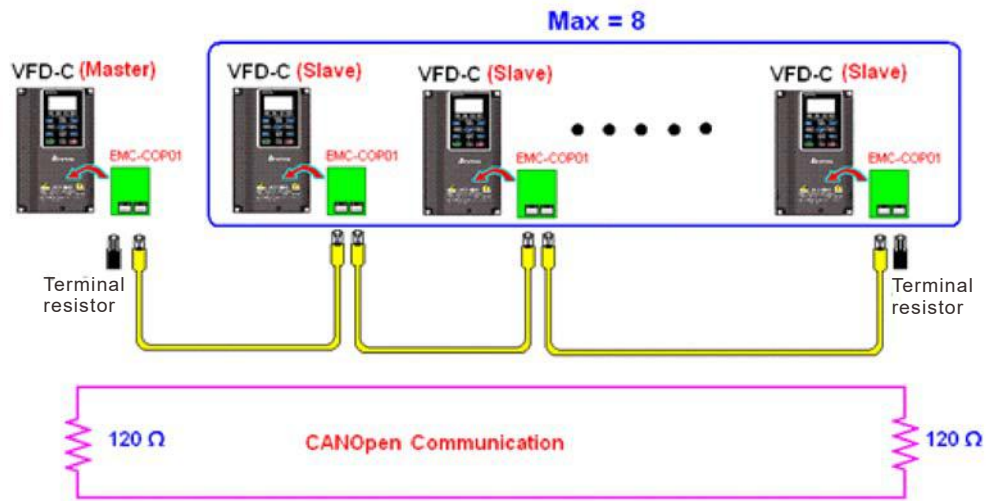 Max = 8
VFD-C (Master)
VFD-C (Slave)
VFD-C (Slave)
VFD-C (Slave)
EMC-COP01
EMC-COP01
EMC-COP01
EMC-COP01
Terminal
resistor
Terminal
resistor
120 Ω
CANOpen Communication
120 Ω